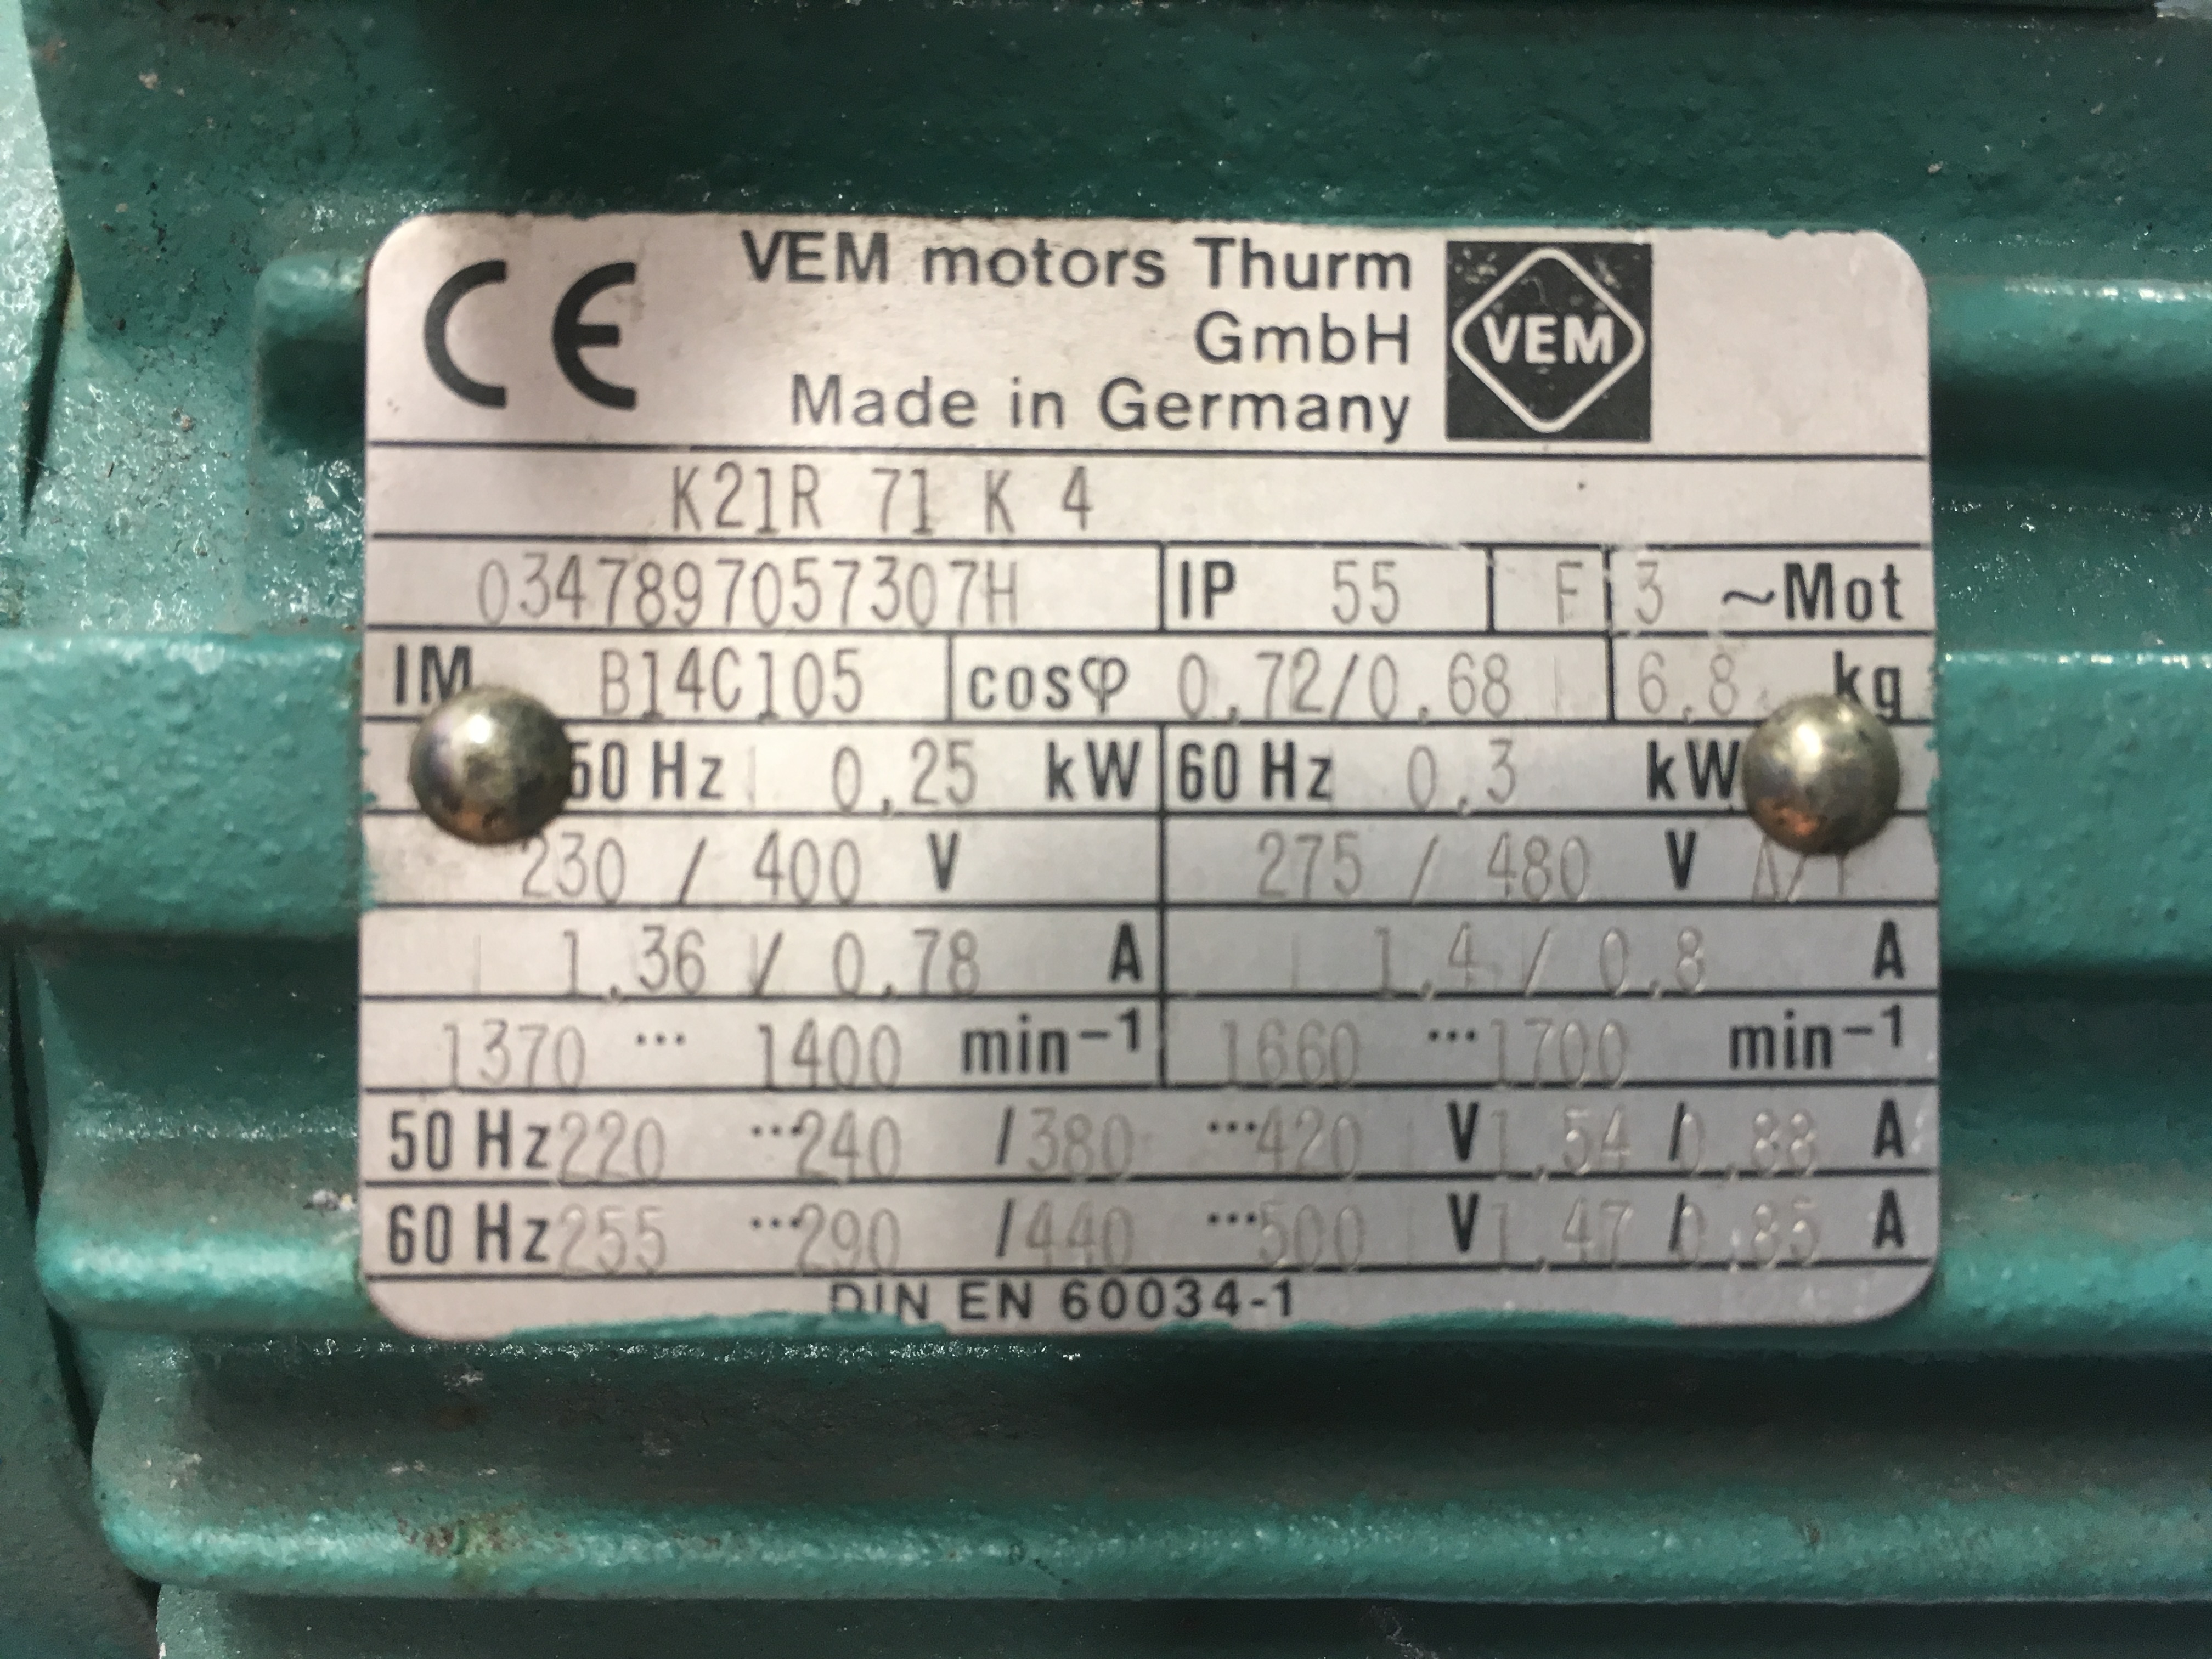 CE VEM motors Thurm
GmbH
Made in Germany
VEM
K21R 71 K 4
0347897057307H IP 55 F 3 ~Mot
IM B14C105 cosφ 0,72/0,68 6,8 kg
50 Hz 0,25 kW 60 Hz 0,3 kW
230 / 400 V 275 / 480 V Δ/Y
1,36 / 0,78 A 1,4 / 0,8 A
1370 ... 1400 min-1 1660 ... 1700 min-1
50 Hz 220 ... 240 / 380 ... 420 V 1,54 / 0,88 A
60 Hz 255 ... 290 / 440 ... 500 V 1,47 / 0,85 A
DIN EN 60034-1